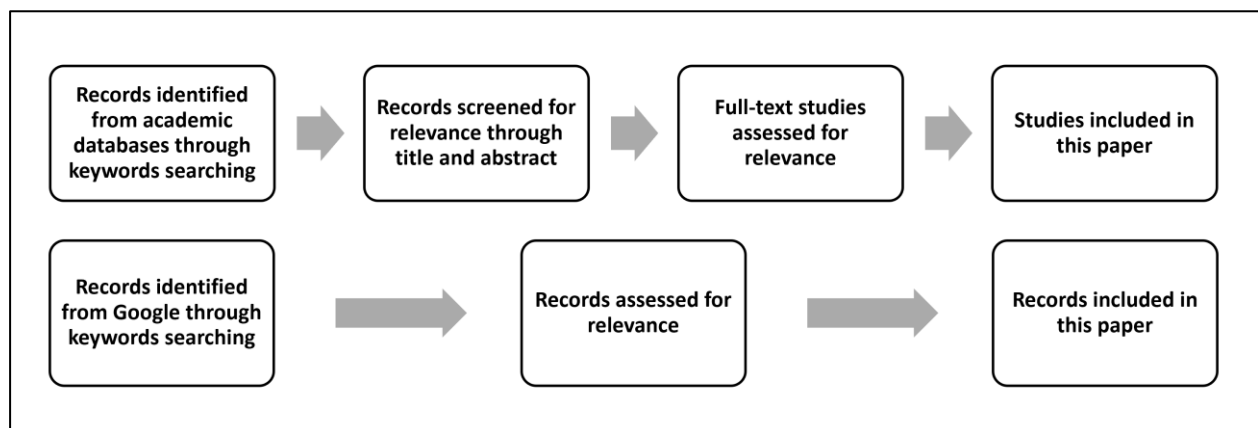 Records identified
from academic
databases through
keywords searching
Records screened for
relevance through
title and abstract
Full-text studies
assessed for
relevance
Studies included in
this paper
Records identified
from Google through
keywords searching
Records assessed for
relevance
Records included in
this paper